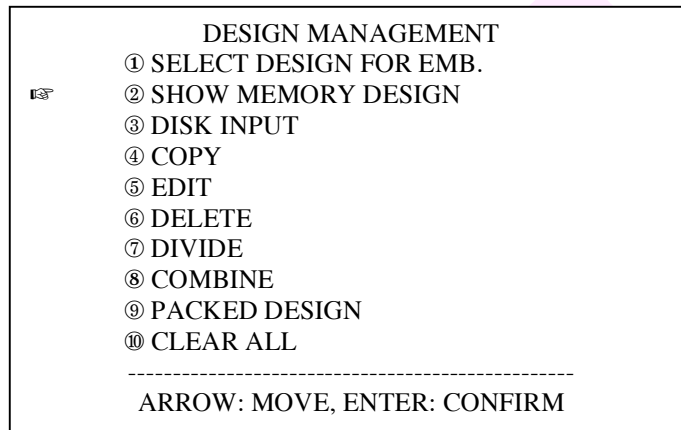 DESIGN MANAGEMENT
① SELECT DESIGN FOR EMB.
☞ ② SHOW MEMORY DESIGN
③ DISK INPUT
④ COPY
⑤ EDIT
⑥ DELETE
⑦ DIVIDE
⑧ COMBINE
⑨ PACKED DESIGN
⑩ CLEAR ALL
--------------------------------------------------
ARROW: MOVE, ENTER: CONFIRM